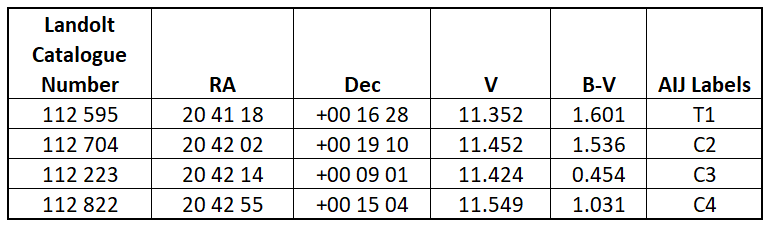 Landolt Catalogue Number RA Dec V B-V AIJ Labels
112 595 20 41 18 +00 16 28 11.352 1.601 T1
112 704 20 42 02 +00 19 10 11.452 1.536 C2
112 223 20 42 14 +00 09 01 11.424 0.454 C3
112 822 20 42 55 +00 15 04 11.549 1.031 C4